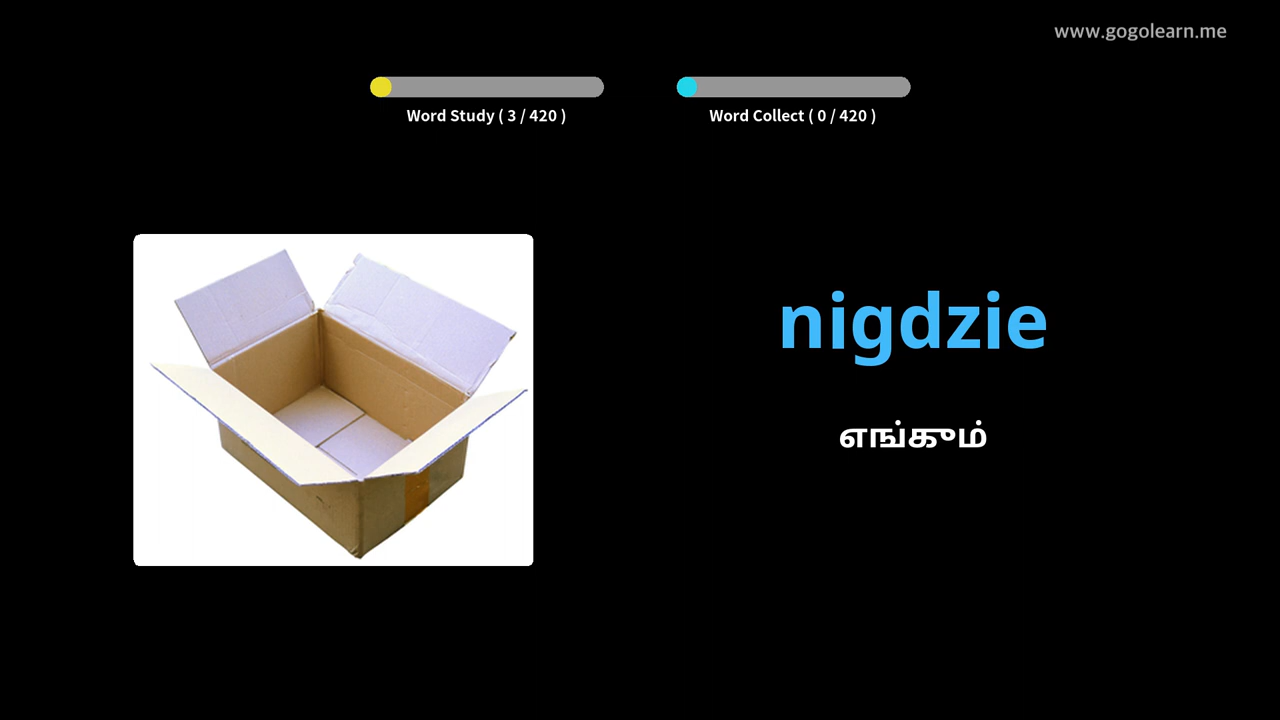 www.gogolearn.me
Word Study ( 3 / 420 )
Word Collect ( 0 / 420 )
nigdzie
எங்கும்